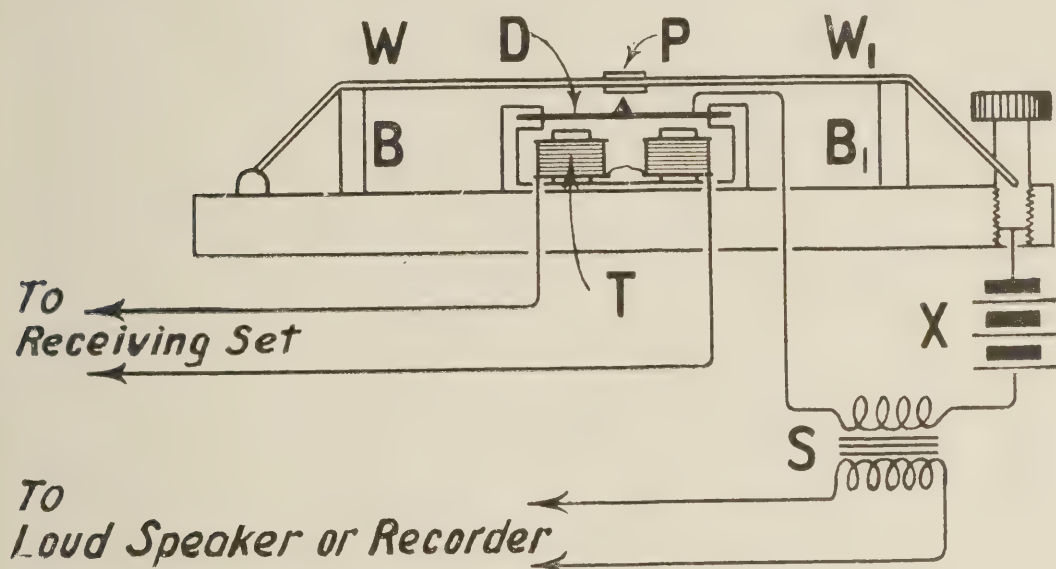 W D P W₁
B B₁
T
To
Receiving Set
X
S
To
Loud Speaker or Recorder